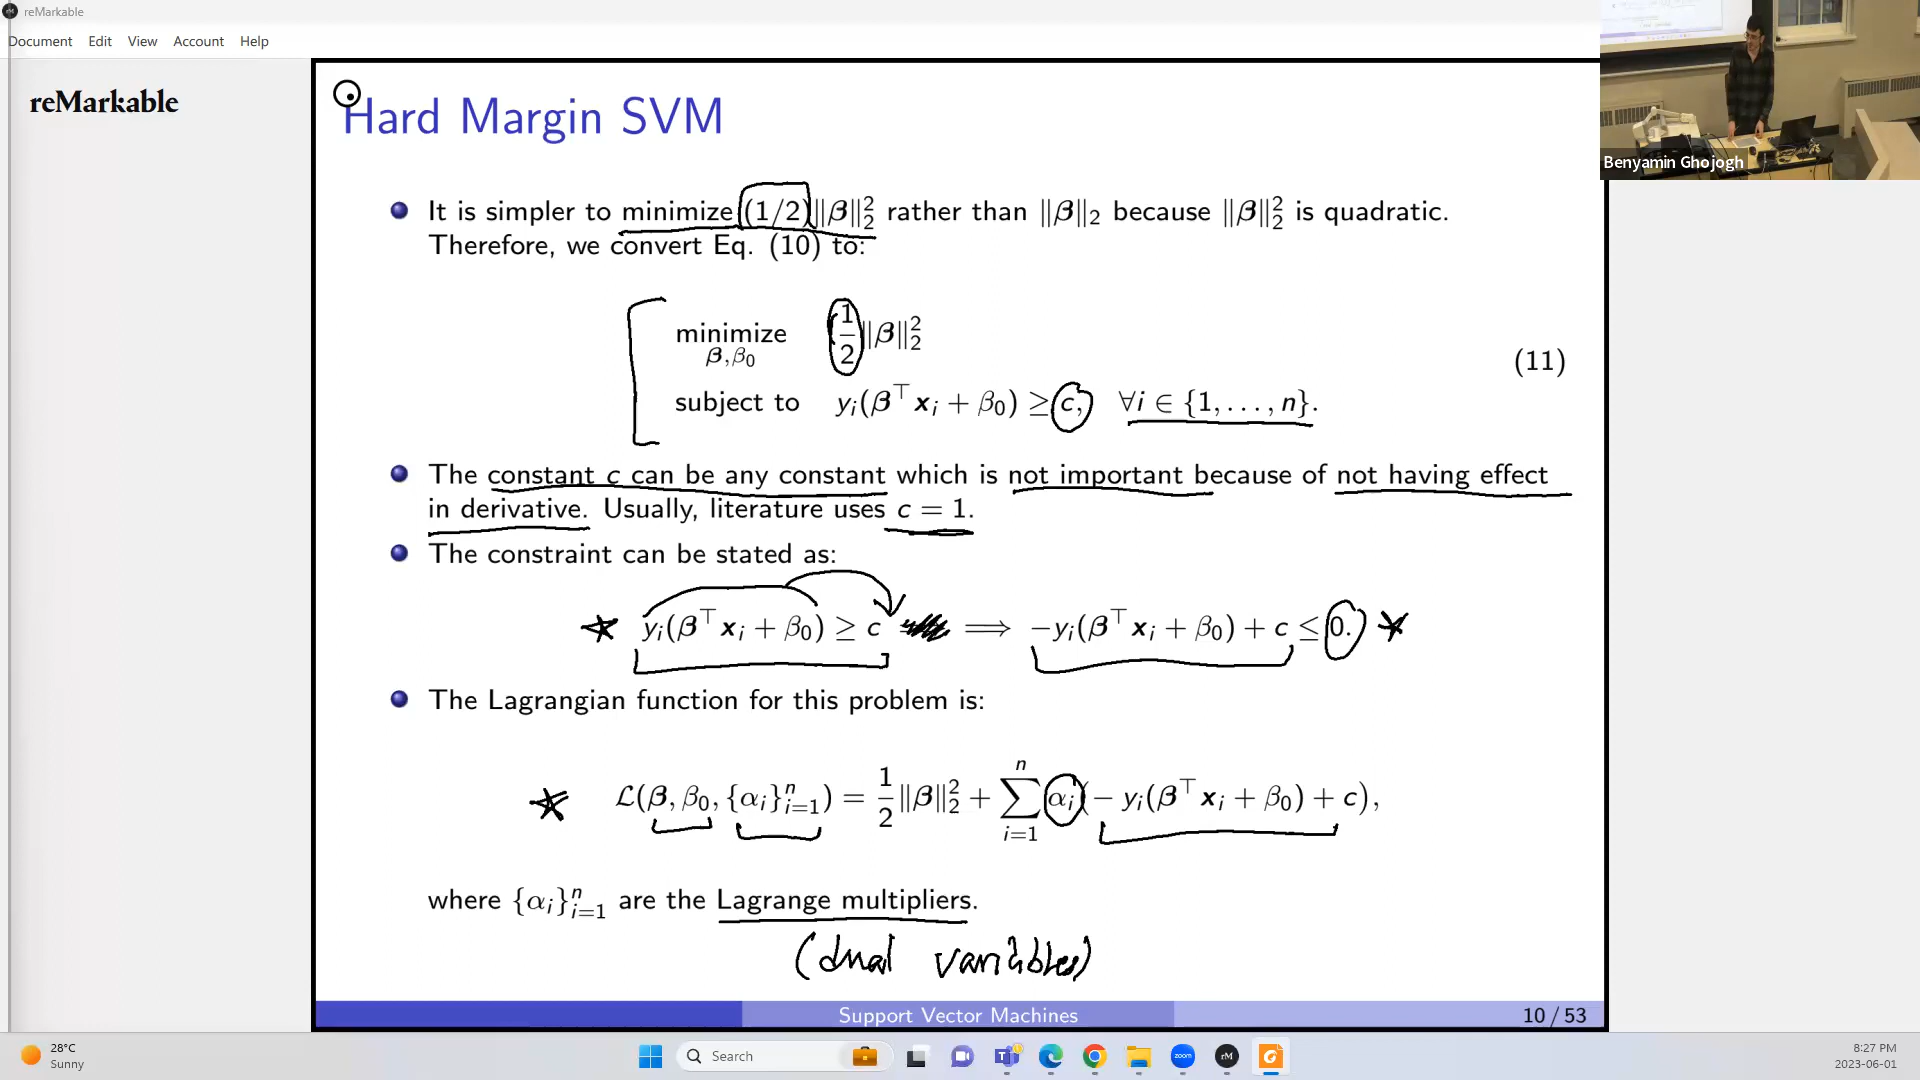 reMarkable
Document Edit View Account Help
reMarkable
Benyamin Ghojogh
Hard Margin SVM
It is simpler to minimize (1/2)‖β‖₂² rather than ‖β‖₂ because ‖β‖₂² is quadratic.
Therefore, we convert Eq. (10) to:
minimize 1/2 ‖β‖₂²
β,β₀
(11)
subject to yᵢ(β⊤xᵢ + β₀) ≥ c, ∀i ∈ {1, . . . , n}.
The constant c can be any constant which is not important because of not having effect
in derivative. Usually, literature uses c = 1.
The constraint can be stated as:
yᵢ(β⊤xᵢ + β₀) ≥ c ⟹ −yᵢ(β⊤xᵢ + β₀) + c ≤ 0.
The Lagrangian function for this problem is:
ℒ(β, β₀, {αᵢ}ⁿᵢ₌₁) = 1/2 ‖β‖₂² + ∑ⁿᵢ₌₁ αᵢ(− yᵢ(β⊤xᵢ + β₀) + c),
where {αᵢ}ⁿᵢ₌₁ are the Lagrange multipliers.
(dual variables)
Support Vector Machines 10 / 53
28°C
Sunny
Search
zoom
rM
8:27 PM
2023-06-01